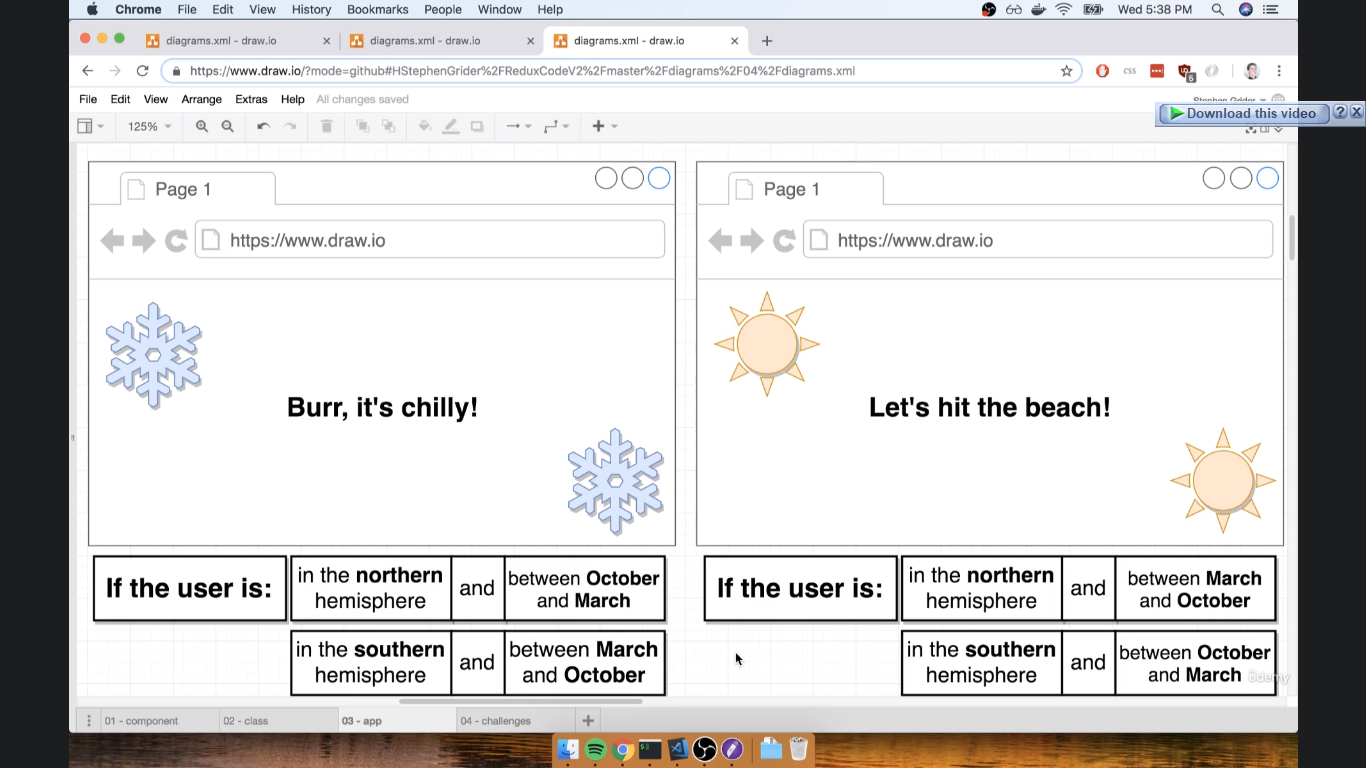 Chrome File Edit View History Bookmarks People Window Help Wed 5:38 PM
diagrams.xml - draw.io diagrams.xml - draw.io diagrams.xml - draw.io
https://www.draw.io/?mode=github#HStephenGrider%2FReduxCodeV2%2Fmaster%2Fdiagrams%2F04%2Fdiagrams.xml css 5
File Edit View Arrange Extras Help All changes saved Stephen Grider
Download this video ? X
125%
Page 1
https://www.draw.io
Burr, it's chilly!
Page 1
https://www.draw.io
Let's hit the beach!
If the user is:
in the northern
hemisphere
and
between October
and March
in the southern
hemisphere
and
between March
and October
If the user is:
in the northern
hemisphere
and
between March
and October
in the southern
hemisphere
and
between October
and March
ûdemy
01 - component 02 - class 03 - app 04 - challenges